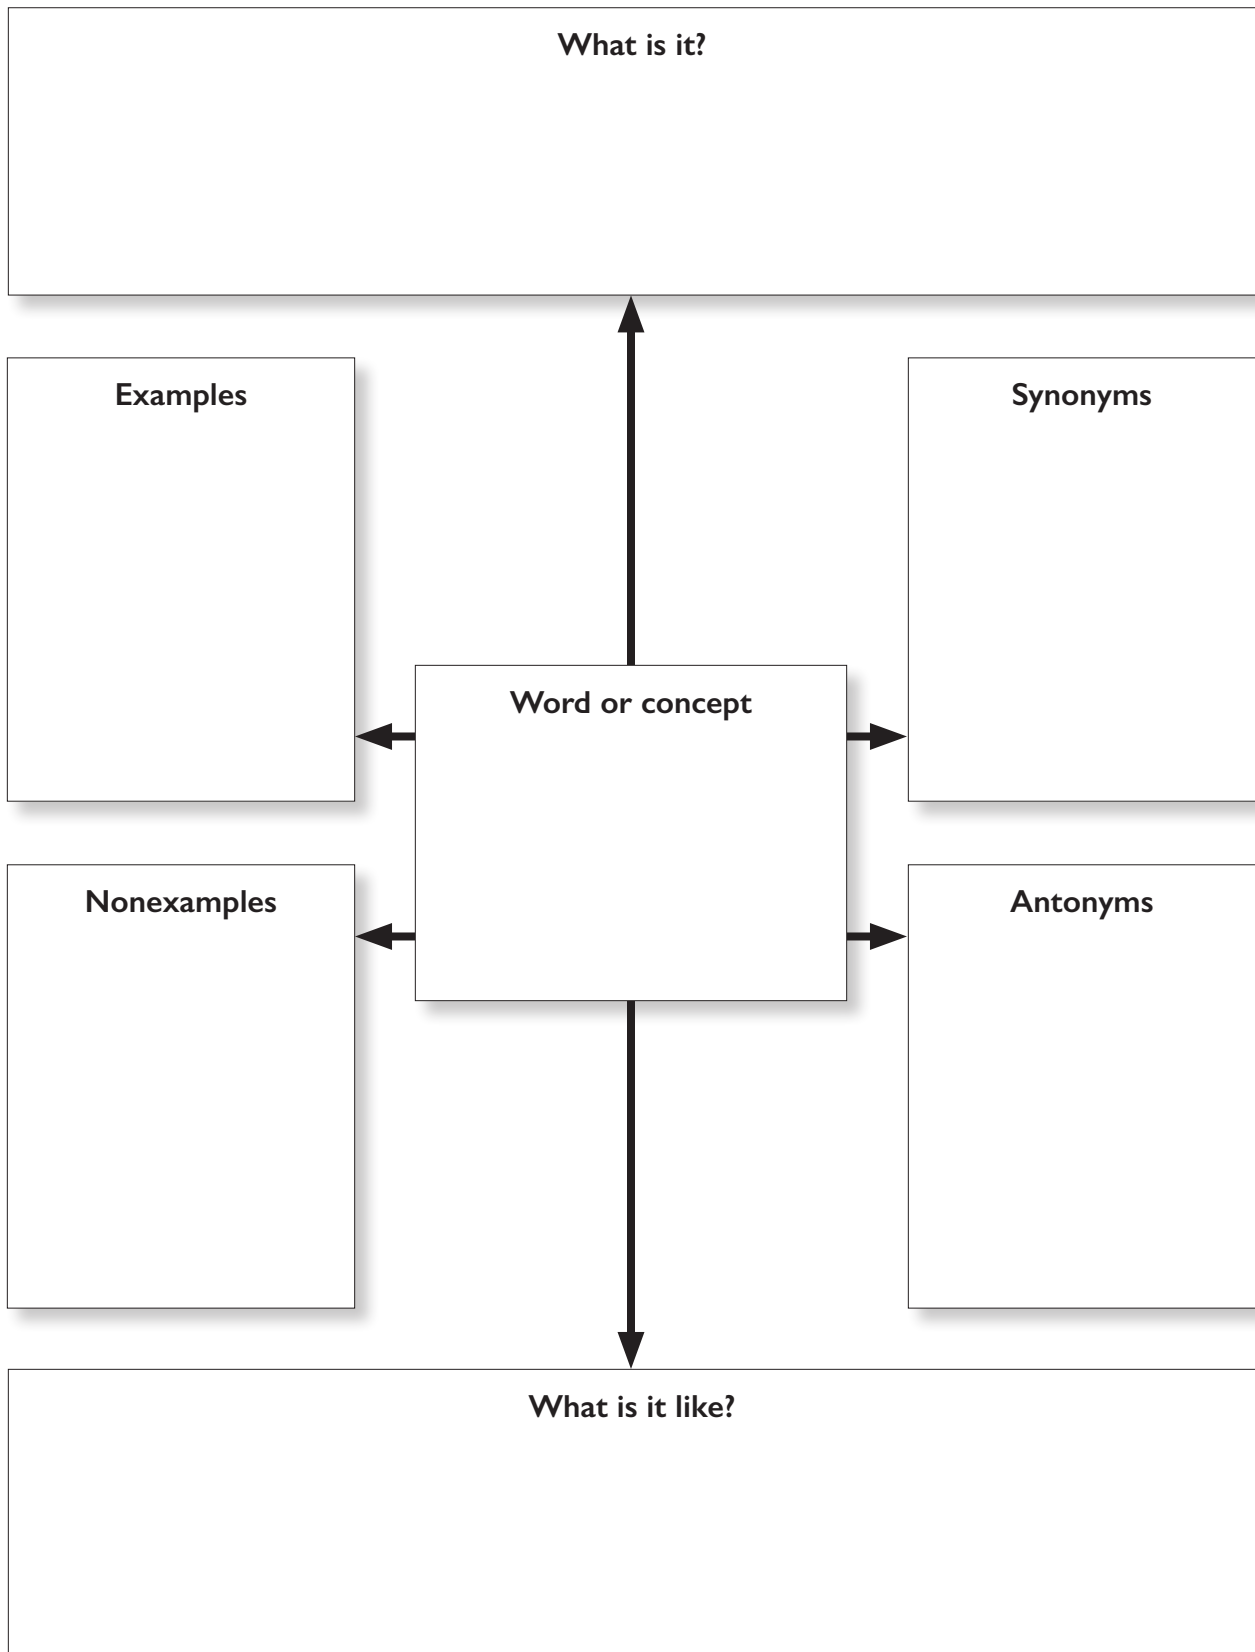 What is it?
Examples
Synonyms
Word or concept
Nonexamples
Antonyms
What is it like?